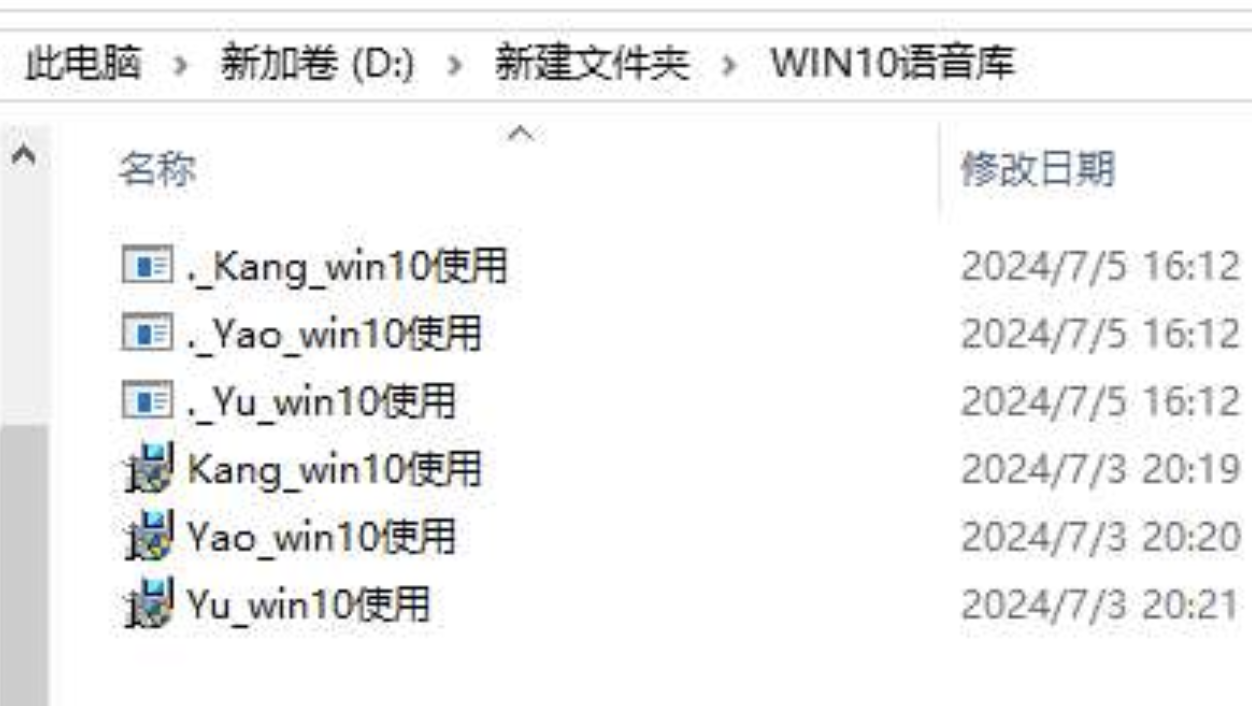 此电脑 › 新加卷 (D:) › 新建文件夹 › WIN10语音库
名称 修改日期
._Kang_win10使用 2024/7/5 16:12
._Yao_win10使用 2024/7/5 16:12
._Yu_win10使用 2024/7/5 16:12
Kang_win10使用 2024/7/3 20:19
Yao_win10使用 2024/7/3 20:20
Yu_win10使用 2024/7/3 20:21